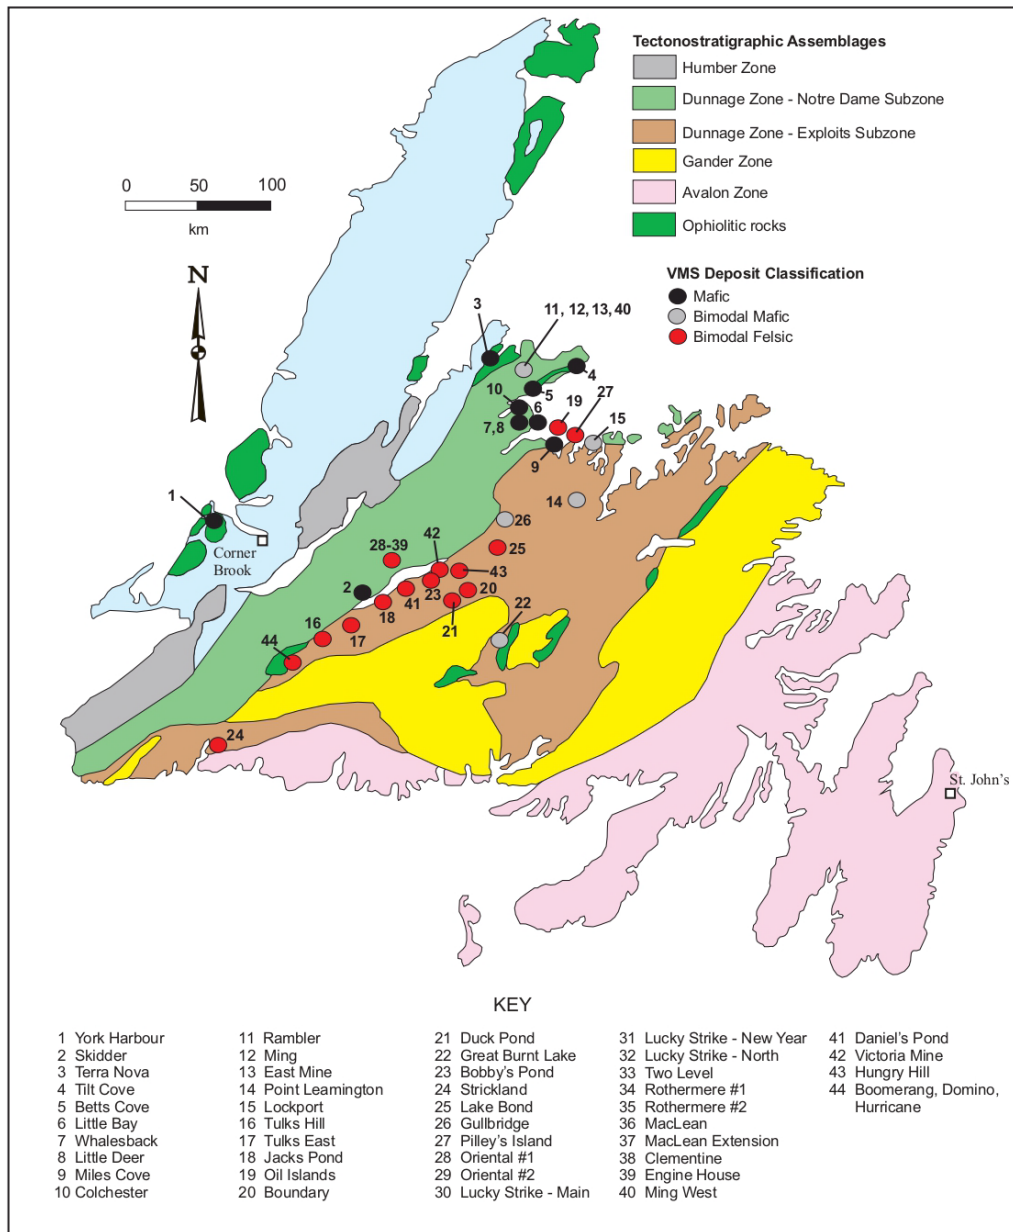 Tectonostratigraphic Assemblages
Humber Zone
Dunnage Zone - Notre Dame Subzone
Dunnage Zone - Exploits Subzone
Gander Zone
Avalon Zone
Ophiolitic rocks
0 50 100
km
N
VMS Deposit Classification
Mafic
Bimodal Mafic
Bimodal Felsic
3
11, 12, 13, 40
4
5
10
6
19
27
7,8
15
9
1
14
26
Corner
Brook
42
25
28-39
43
2
23
20
41
18
21
22
16
17
44
24
St. John's
KEY
1 York Harbour
2 Skidder
3 Terra Nova
4 Tilt Cove
5 Betts Cove
6 Little Bay
7 Whalesback
8 Little Deer
9 Miles Cove
10 Colchester
11 Rambler
12 Ming
13 East Mine
14 Point Leamington
15 Lockport
16 Tulks Hill
17 Tulks East
18 Jacks Pond
19 Oil Islands
20 Boundary
21 Duck Pond
22 Great Burnt Lake
23 Bobby's Pond
24 Strickland
25 Lake Bond
26 Gullbridge
27 Pilley's Island
28 Oriental #1
29 Oriental #2
30 Lucky Strike - Main
31 Lucky Strike - New Year
32 Lucky Strike - North
33 Two Level
34 Rothermere #1
35 Rothermere #2
36 MacLean
37 MacLean Extension
38 Clementine
39 Engine House
40 Ming West
41 Daniel's Pond
42 Victoria Mine
43 Hungry Hill
44 Boomerang, Domino,
Hurricane